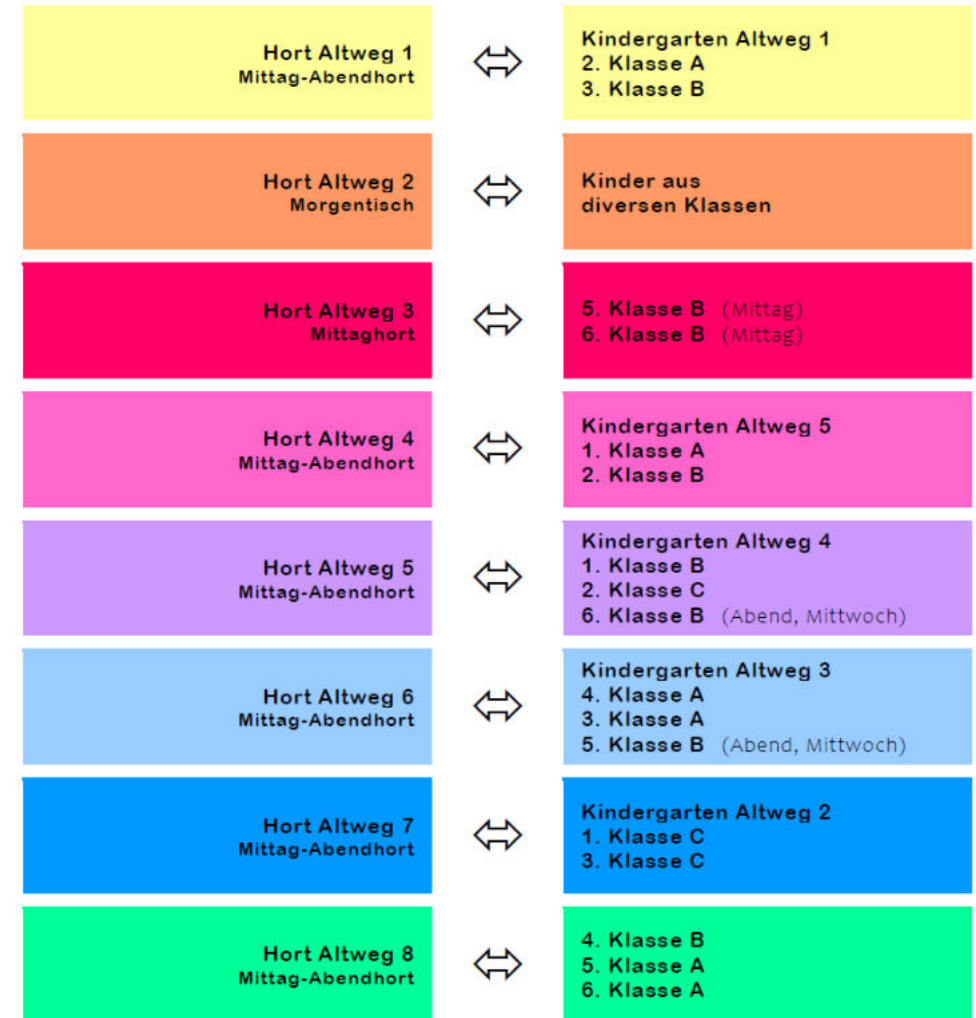 Hort Altweg 1
Mittag-Abendhort
Kindergarten Altweg 1
2. Klasse A
3. Klasse B
Hort Altweg 2
Morgentisch
Kinder aus
diversen Klassen
Hort Altweg 3
Mittaghort
5. Klasse B (Mittag)
6. Klasse B (Mittag)
Hort Altweg 4
Mittag-Abendhort
Kindergarten Altweg 5
1. Klasse A
2. Klasse B
Hort Altweg 5
Mittag-Abendhort
Kindergarten Altweg 4
1. Klasse B
2. Klasse C
6. Klasse B (Abend, Mittwoch)
Hort Altweg 6
Mittag-Abendhort
Kindergarten Altweg 3
4. Klasse A
3. Klasse A
5. Klasse B (Abend, Mittwoch)
Hort Altweg 7
Mittag-Abendhort
Kindergarten Altweg 2
1. Klasse C
3. Klasse C
Hort Altweg 8
Mittag-Abendhort
4. Klasse B
5. Klasse A
6. Klasse A